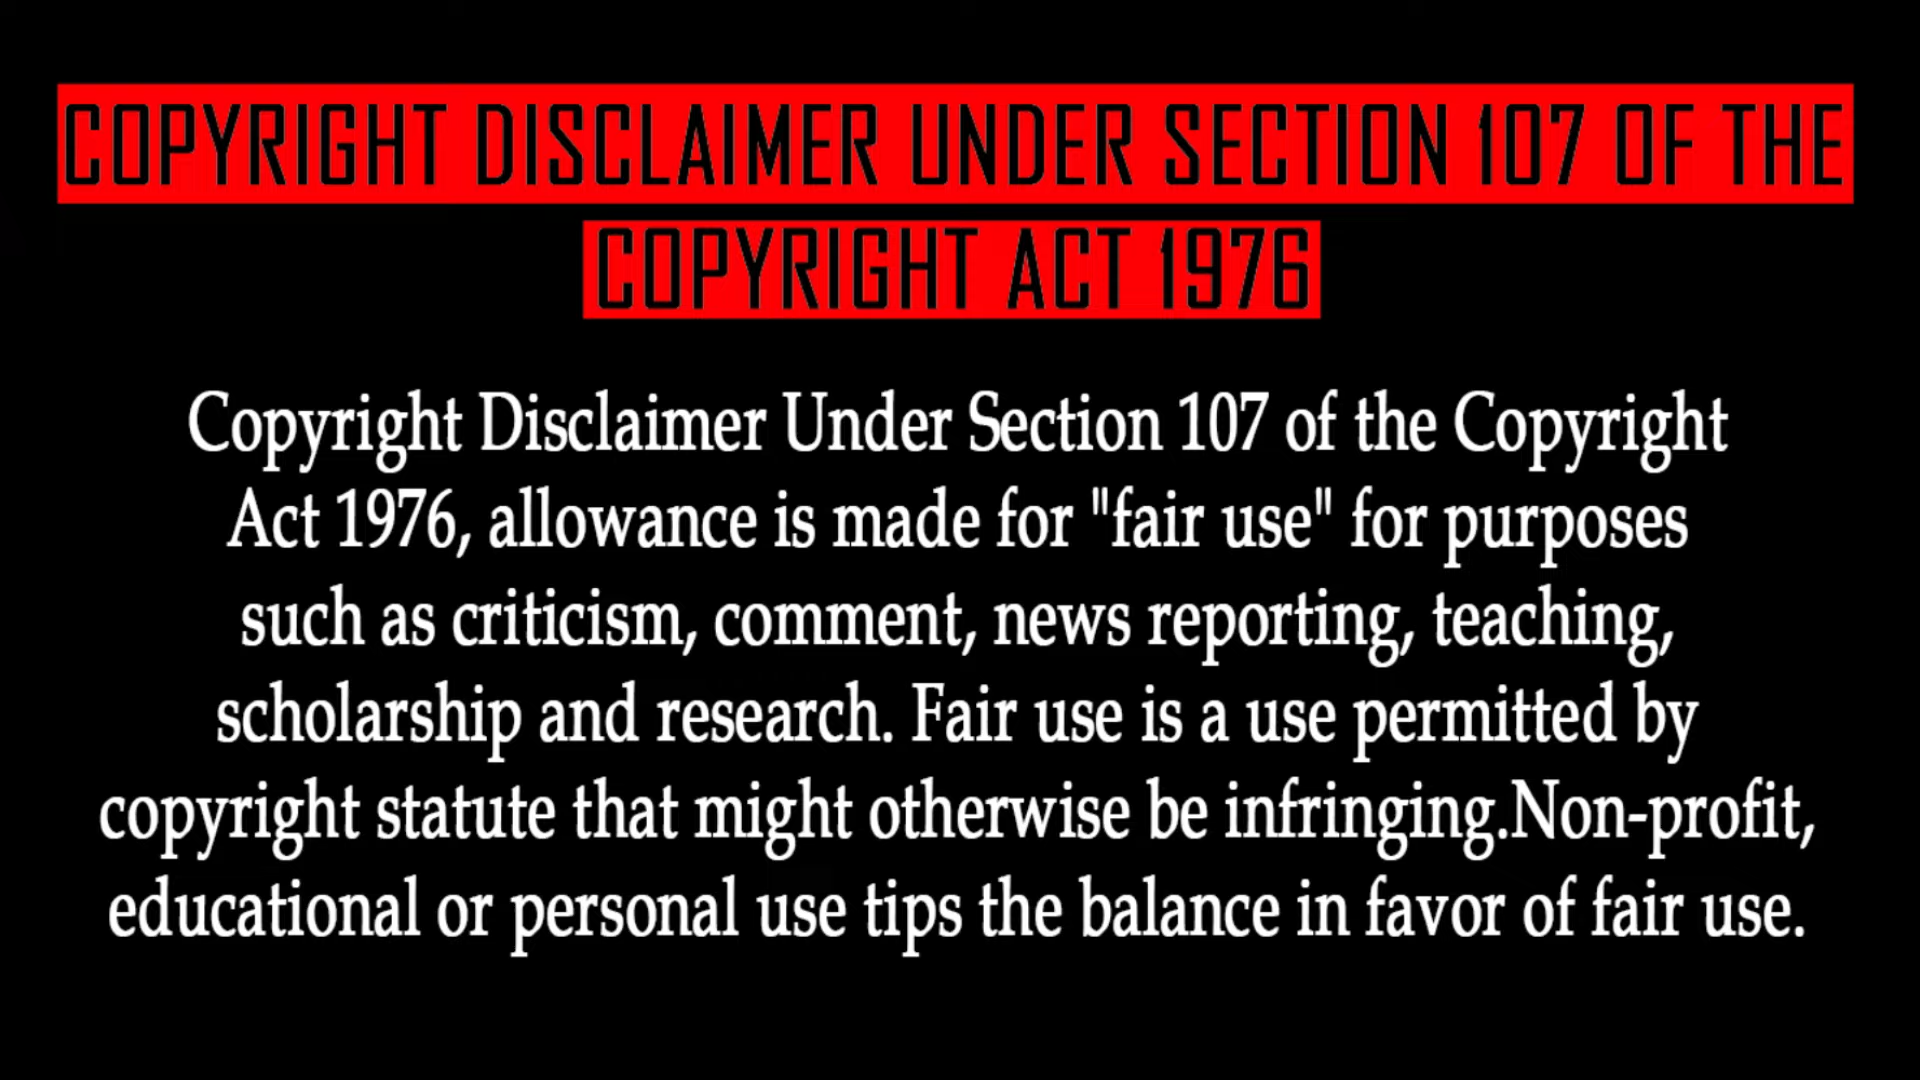 COPYRIGHT DISCLAIMER UNDER SECTION 107 OF THE
COPYRIGHT ACT 1976
Copyright Disclaimer Under Section 107 of the Copyright
Act 1976, allowance is made for "fair use" for purposes
such as criticism, comment, news reporting, teaching,
scholarship and research. Fair use is a use permitted by
copyright statute that might otherwise be infringing.Non-profit,
educational or personal use tips the balance in favor of fair use.